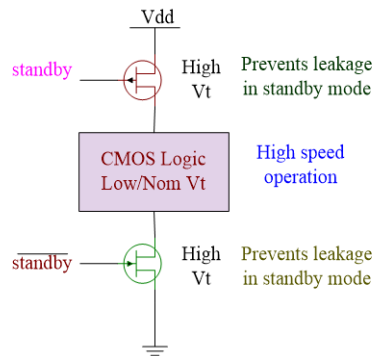 Vdd
standby
High
Vt
Prevents leakage
in standby mode
CMOS Logic
Low/Nom Vt
High speed
operation
standby
High
Vt
Prevents leakage
in standby mode